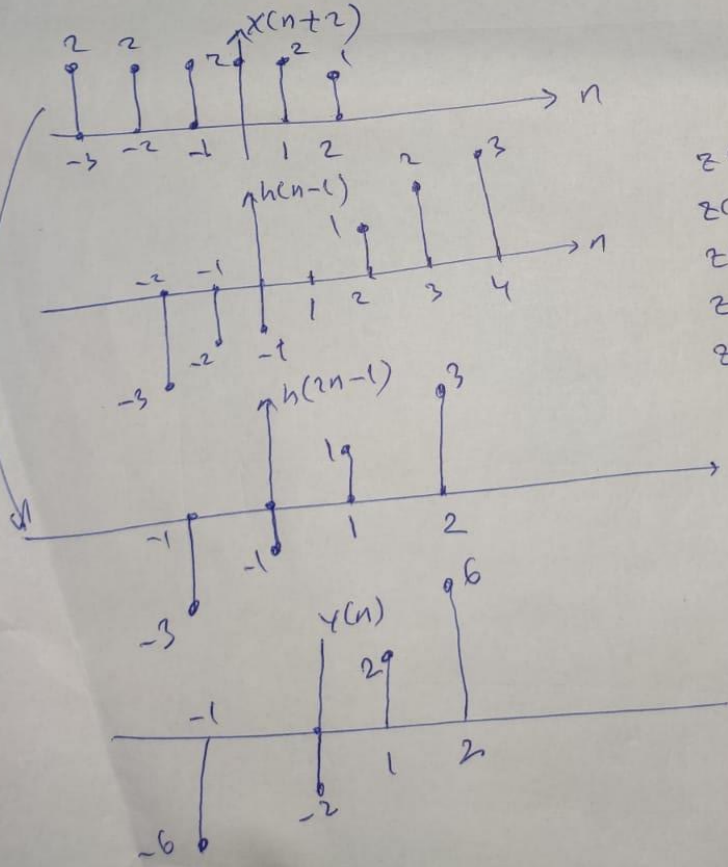 x(n+2)
2 2 2 2 1
n
-3 -2 -1 1 2
h(n-1)
1 2 3
n
-2 -1 1 2 3 4
-3 -2 -1
h(2n-1)
1 3
-1 1 2
-3 -1
y(n)
2 6
-1 1 2
-6 -2
z
z(
z
z
z